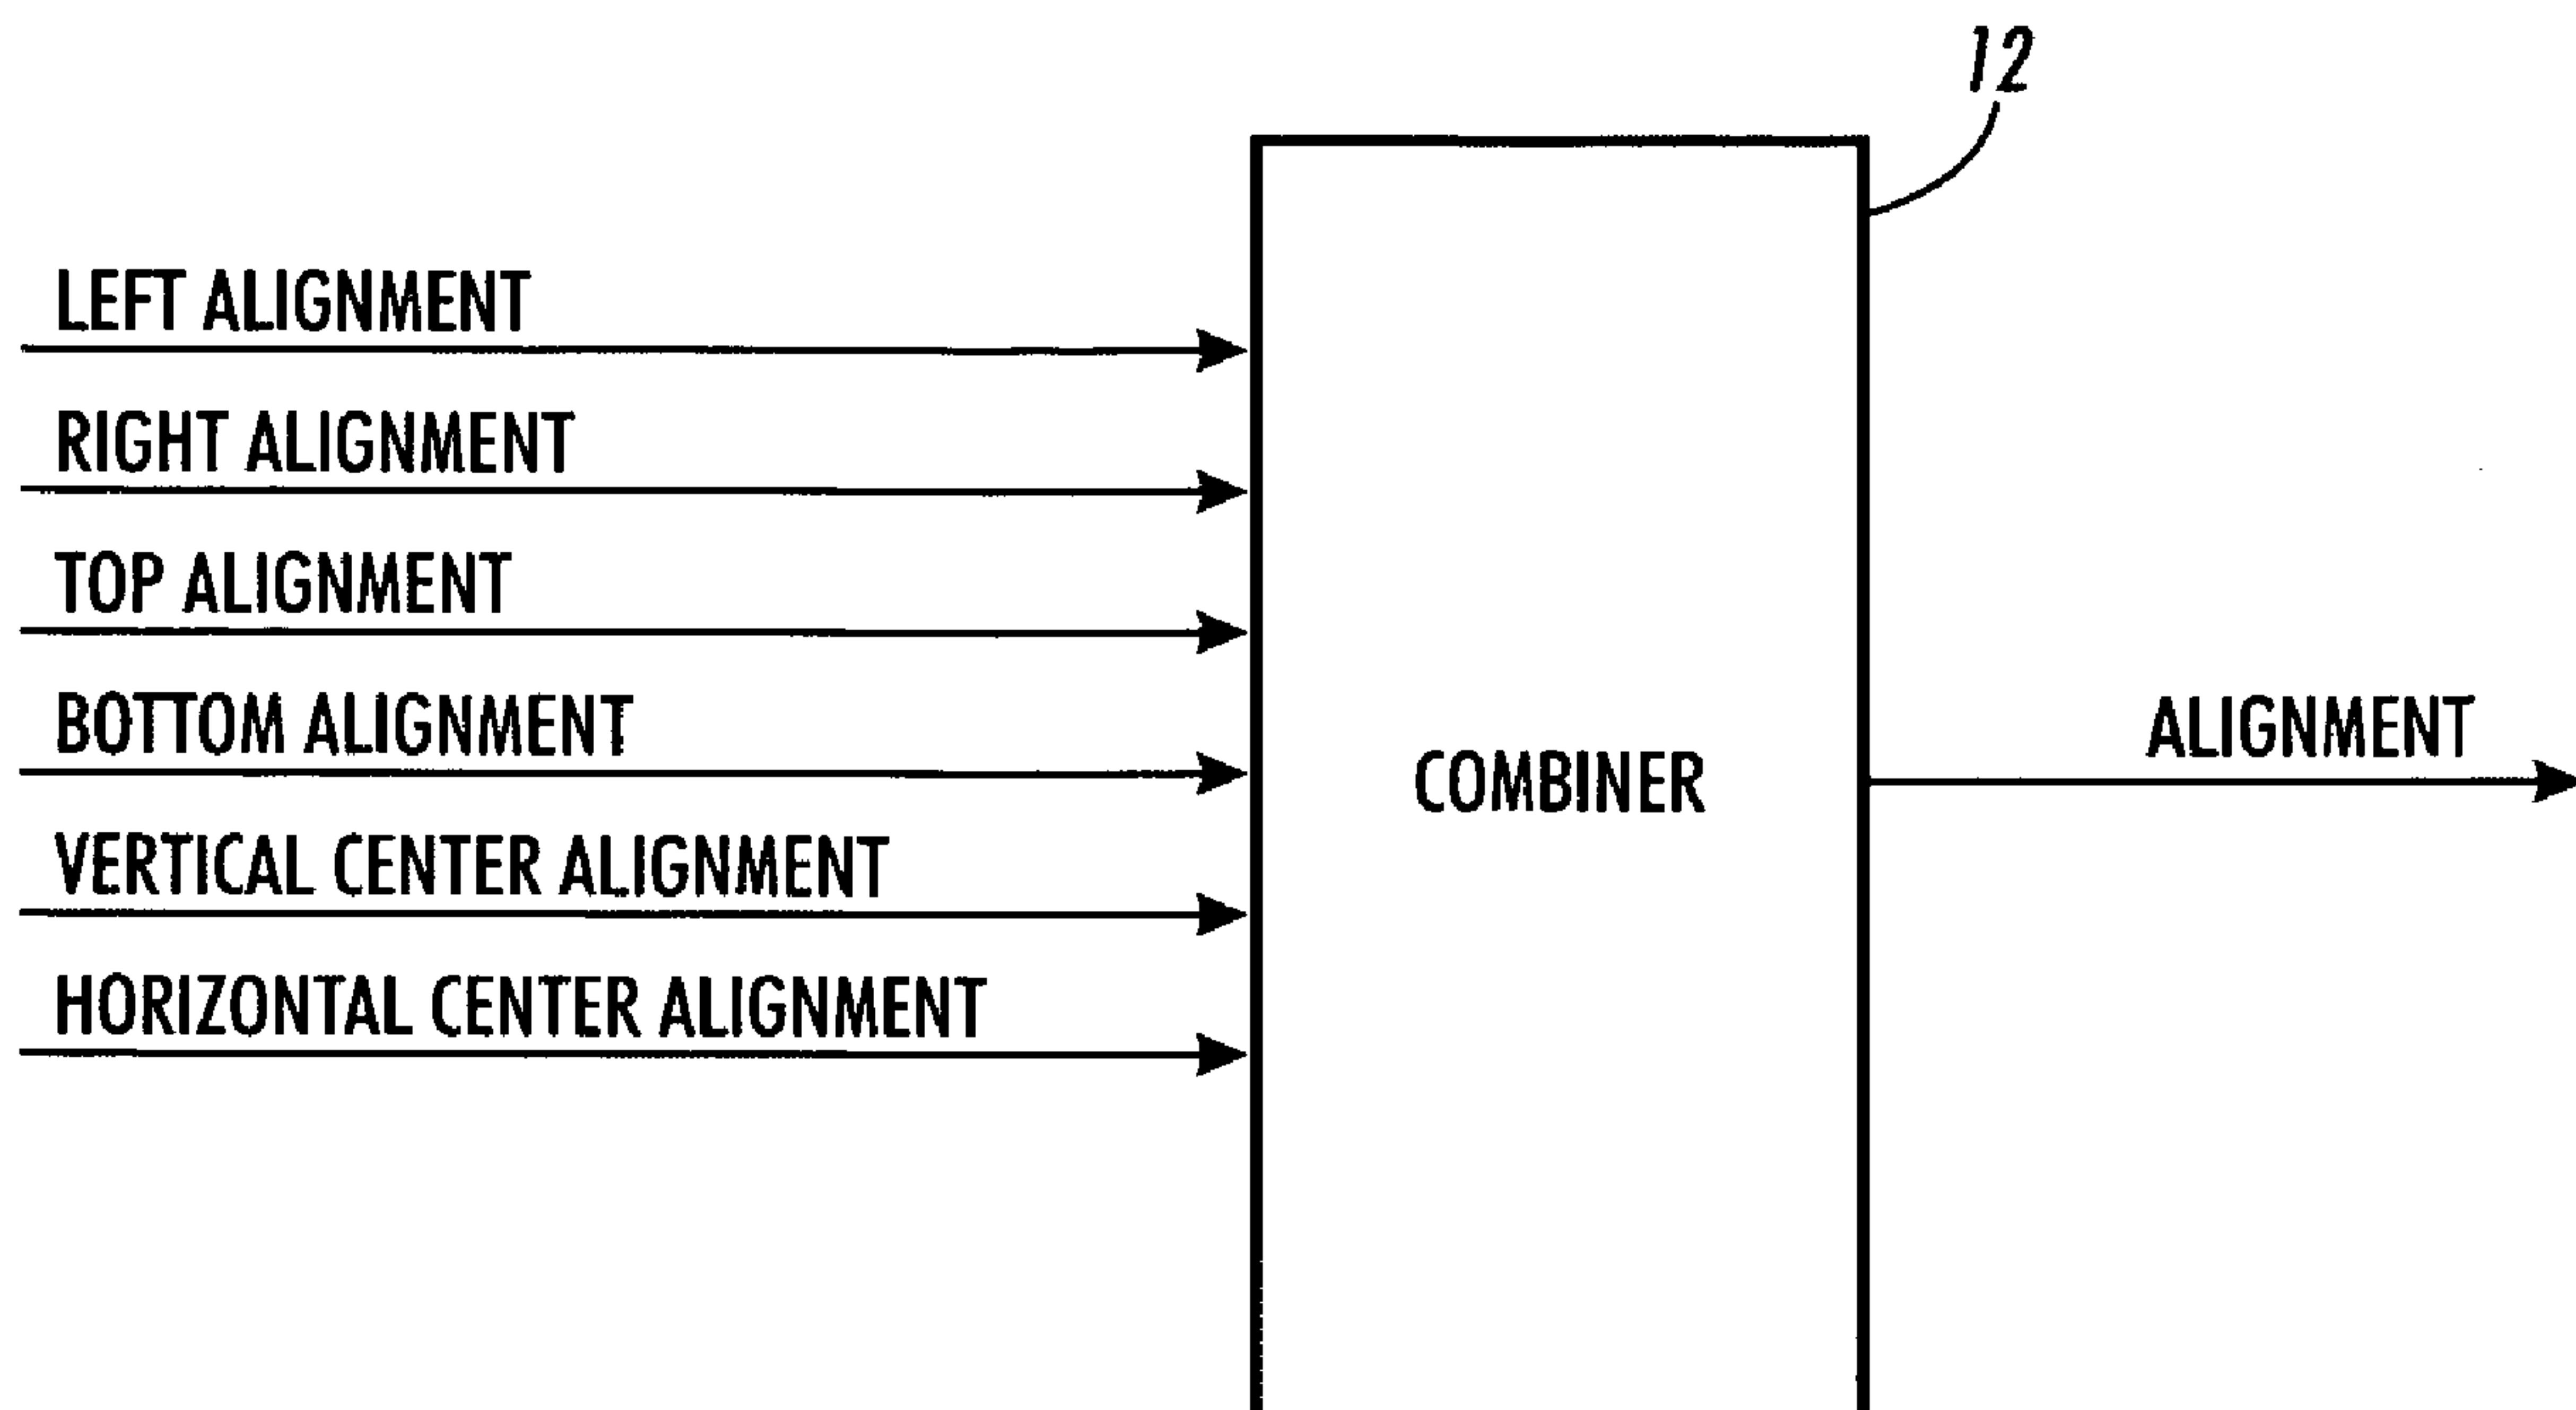 12
LEFT ALIGNMENT
RIGHT ALIGNMENT
TOP ALIGNMENT
BOTTOM ALIGNMENT
VERTICAL CENTER ALIGNMENT
HORIZONTAL CENTER ALIGNMENT
COMBINER
ALIGNMENT